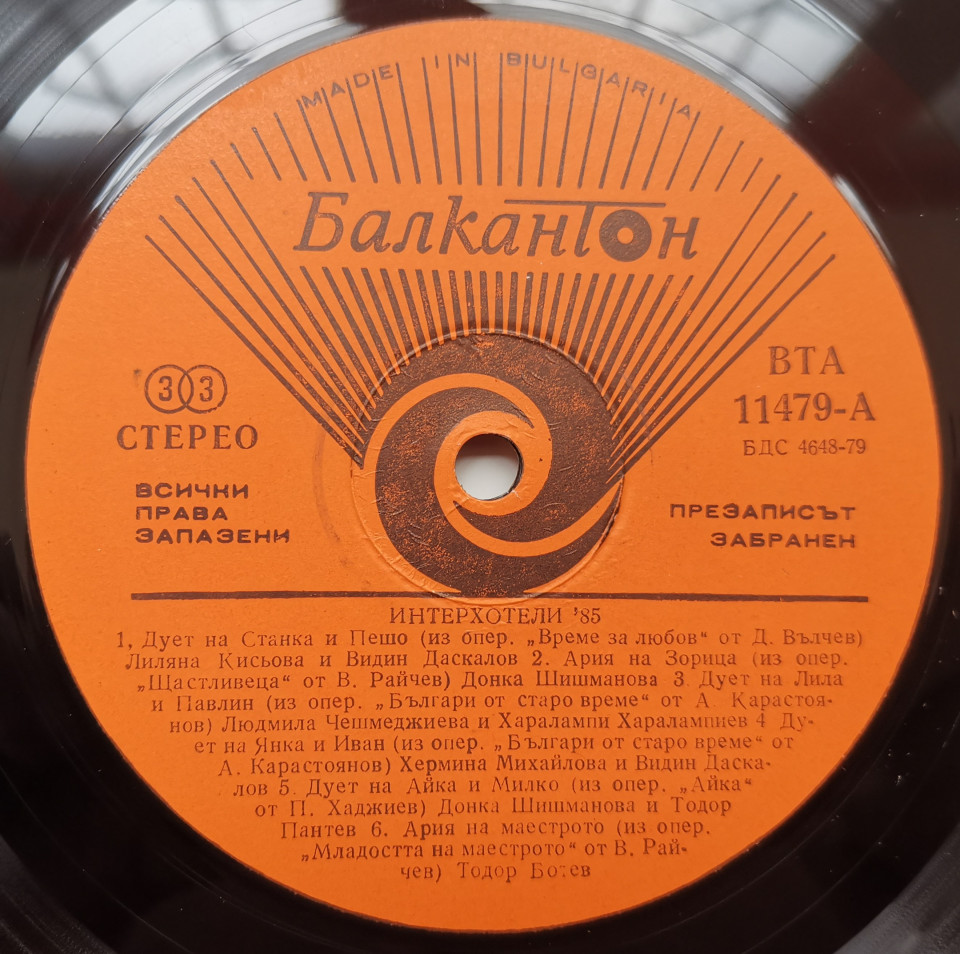 MADE IN BULGARIA
Балкантон
33
СТЕРЕО
ВТА
11479-А
БДС 4648-79
ВСИЧКИ
ПРАВА
ЗАПАЗЕНИ
ПРЕЗАПИСЪТ
ЗАБРАНЕН
ИНТЕРХОТЕЛИ '85
1, Дует на Станка и Пешо (из опер. „Време за любов“ от Д. Вълчев)
Лиляна Кисьова и Видин Даскалов 2. Ария на Зорица (из опер.
„Щастливеца“ от В. Райчев) Донка Шишманова 3. Дует на Лила
и Павлин (из опер. „Българи от старо време“ от А. Карастоя-
нов) Людмила Чешмеджиева и Харалампи Харалампиев 4 Ду-
ет на Янка и Иван (из опер. „Българи от старо време“ от
А. Карастоянов) Хермина Михайлова и Видин Даска-
лов 5. Дует на Айка и Милко (из опер. „Айка“
от П. Хаджиев) Донка Шишманова и Тодор
Пантев 6. Ария на маестрото (из опер.
„Младостта на маестрото“ от В. Рай-
чев) Тодор Ботев